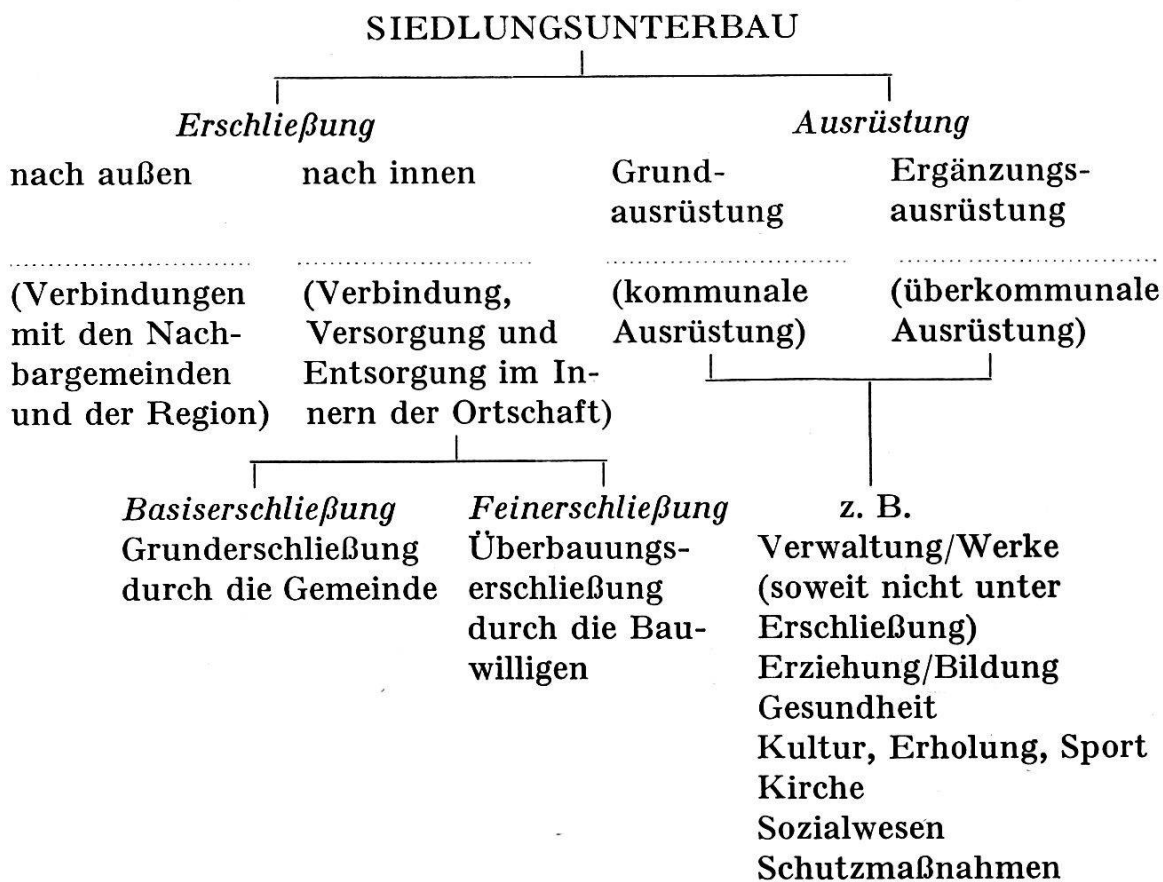 SIEDLUNGSUNTERBAU
Erschließung
Ausrüstung
nach außen
nach innen
Grund-
ausrüstung
Ergänzungs-
ausrüstung
(Verbindungen
mit den Nach-
bargemeinden
und der Region)
(Verbindung,
Versorgung und
Entsorgung im In-
nern der Ortschaft)
(kommunale
Ausrüstung)
(überkommunale
Ausrüstung)
Basiserschließung
Grunderschließung
durch die Gemeinde
Feinerschließung
Überbauungs-
erschließung
durch die Bau-
willigen
z. B.
Verwaltung/Werke
(soweit nicht unter
Erschließung)
Erziehung/Bildung
Gesundheit
Kultur, Erholung, Sport
Kirche
Sozialwesen
Schutzmaßnahmen